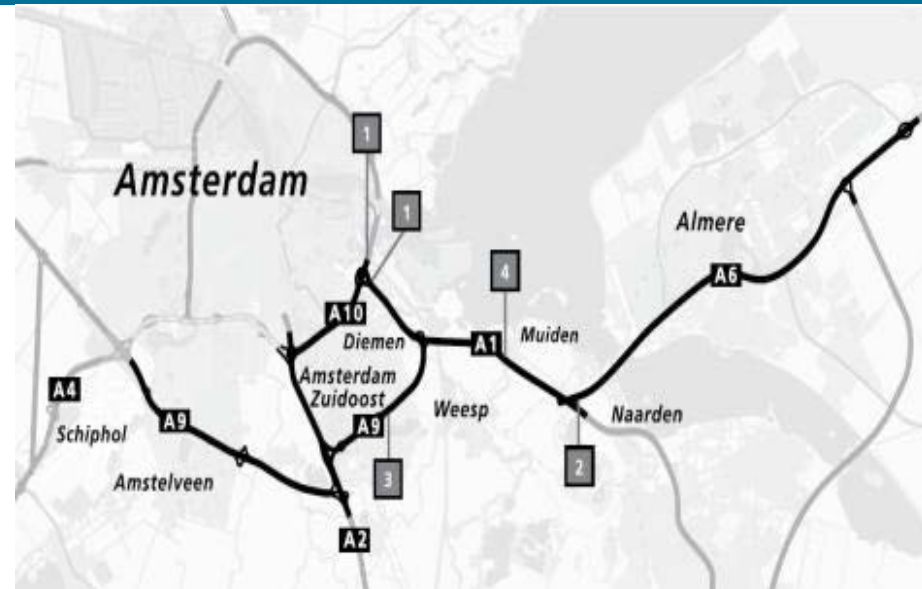 1
Amsterdam
1
Almere
4
A6
A10
Muiden
Diemen
A1
Amsterdam
Zuidoost
A4
Weesp
Naarden
A9
A9
Schiphol
2
3
Amstelveen
A2